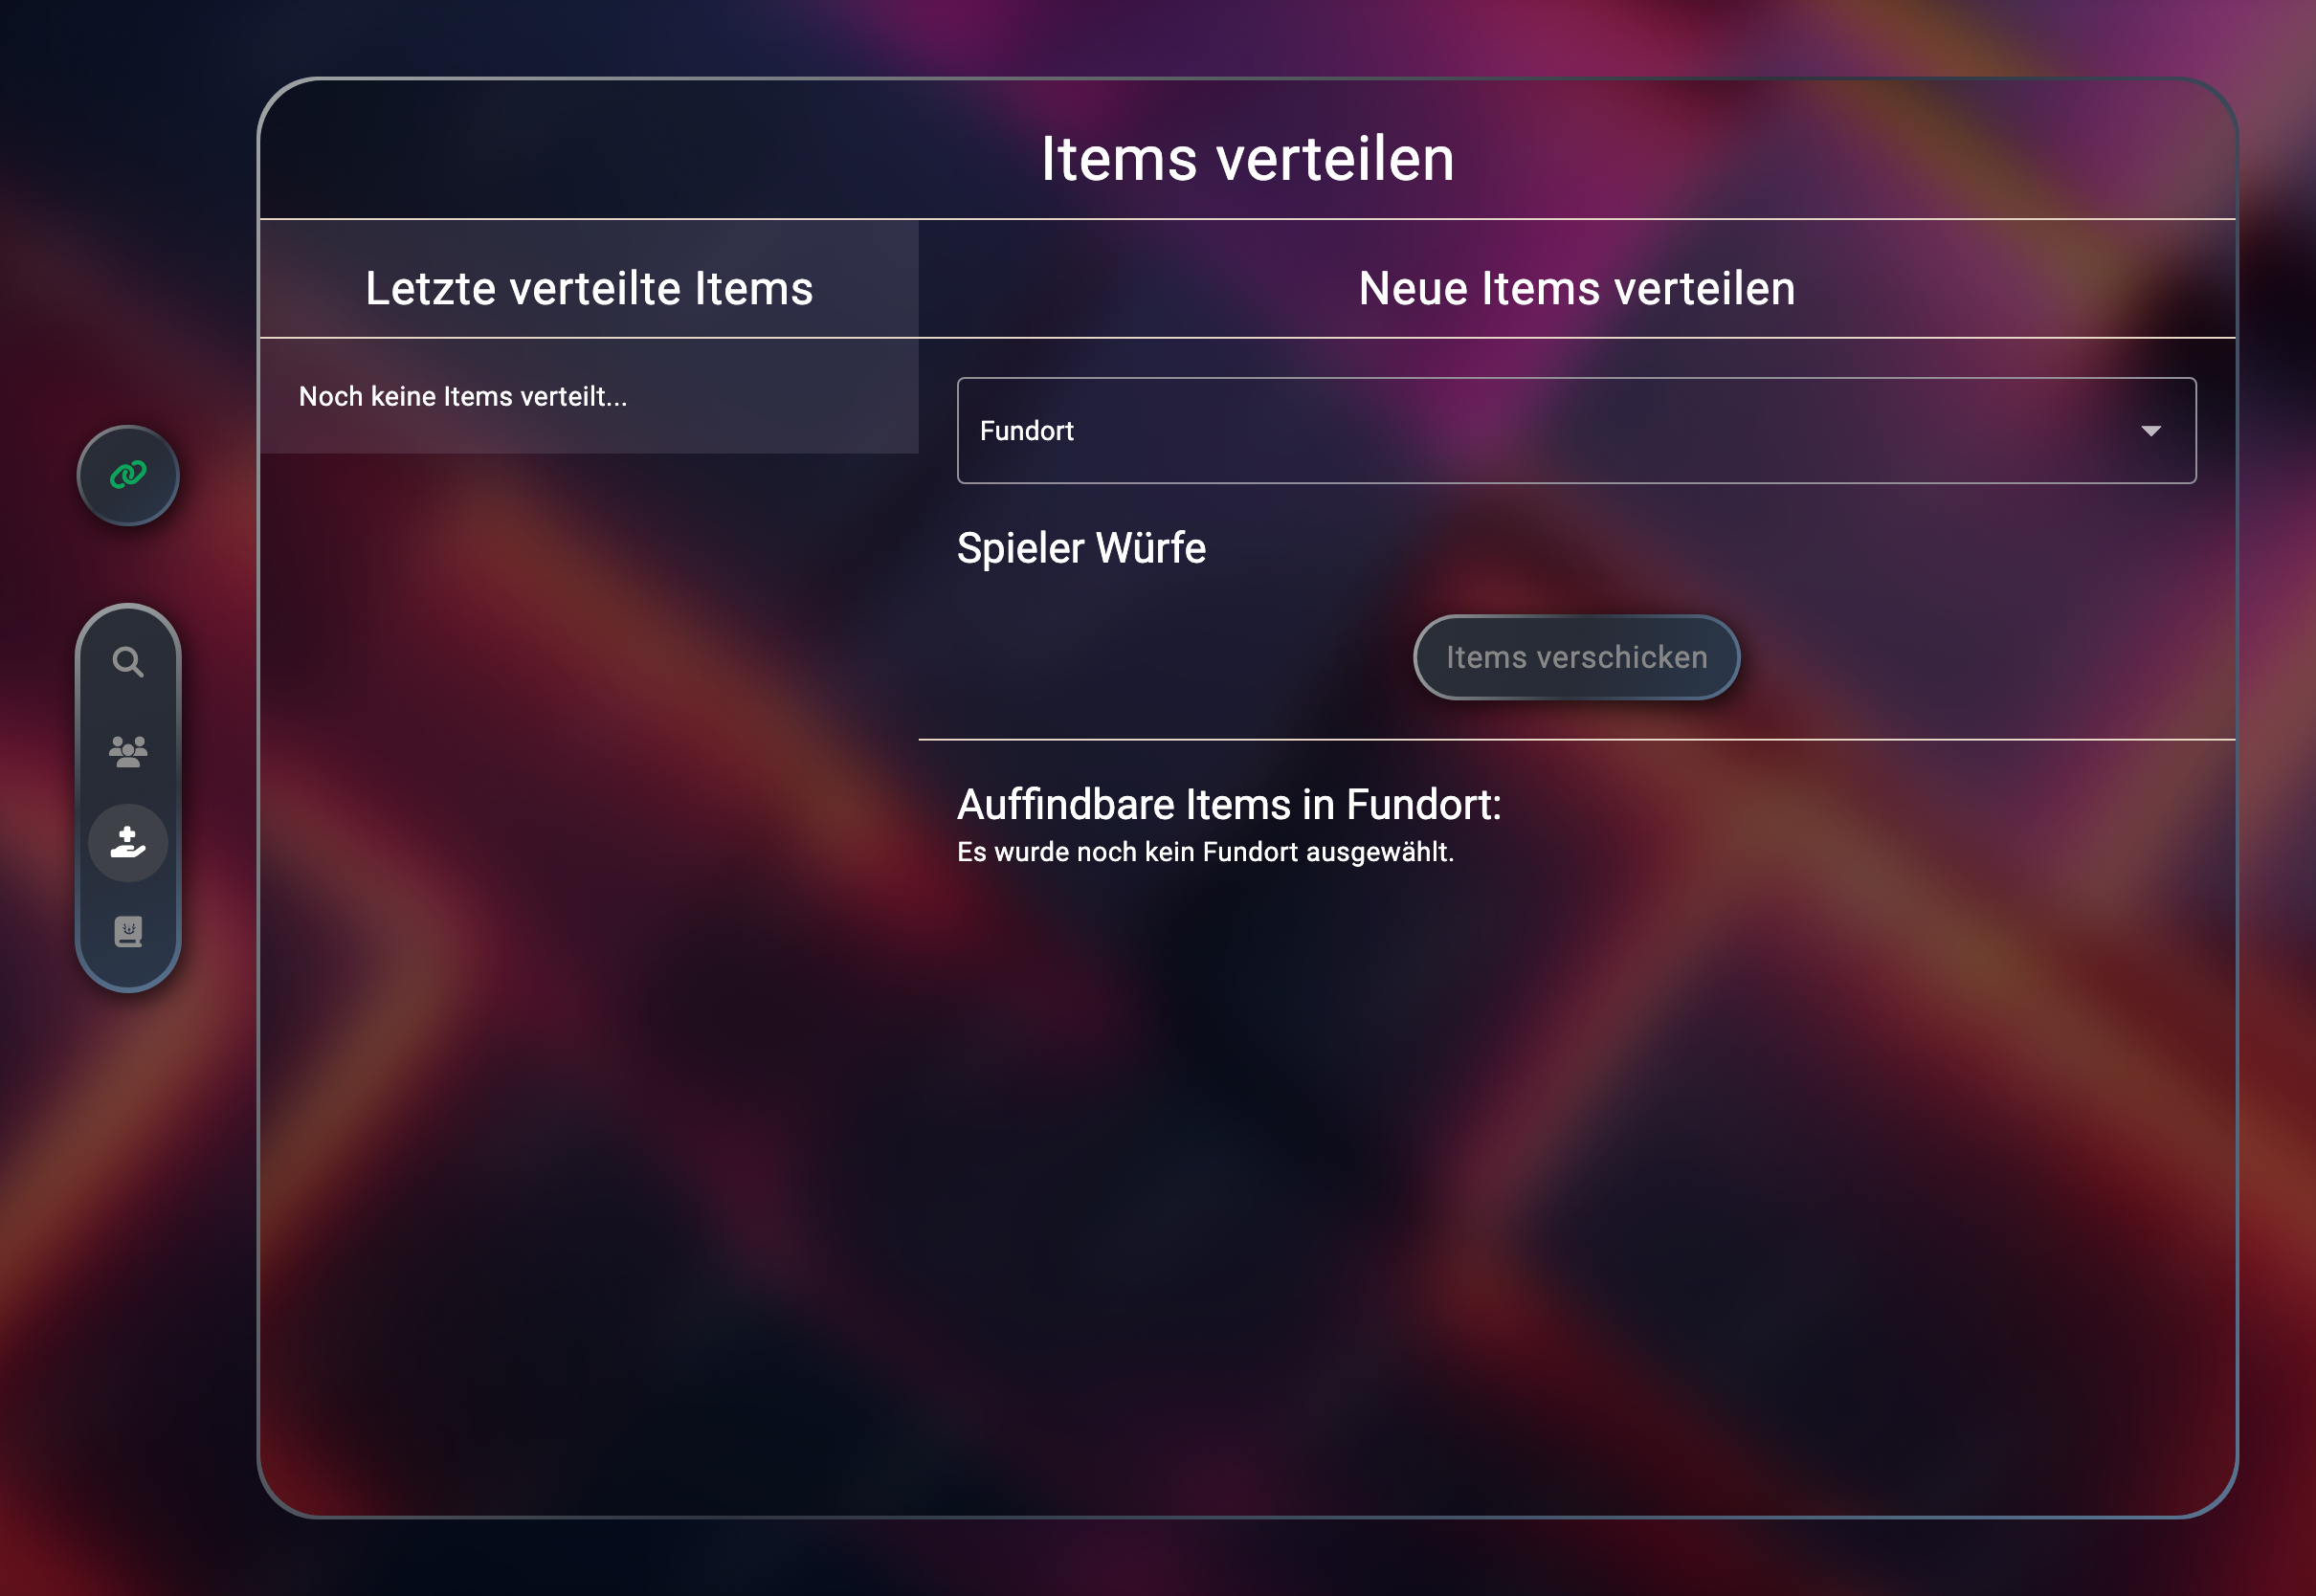 Items verteilen
Letzte verteilte Items
Noch keine Items verteilt...
Neue Items verteilen
Fundort
Spieler Würfe
Items verschicken
Auffindbare Items in Fundort:
Es wurde noch kein Fundort ausgewählt.